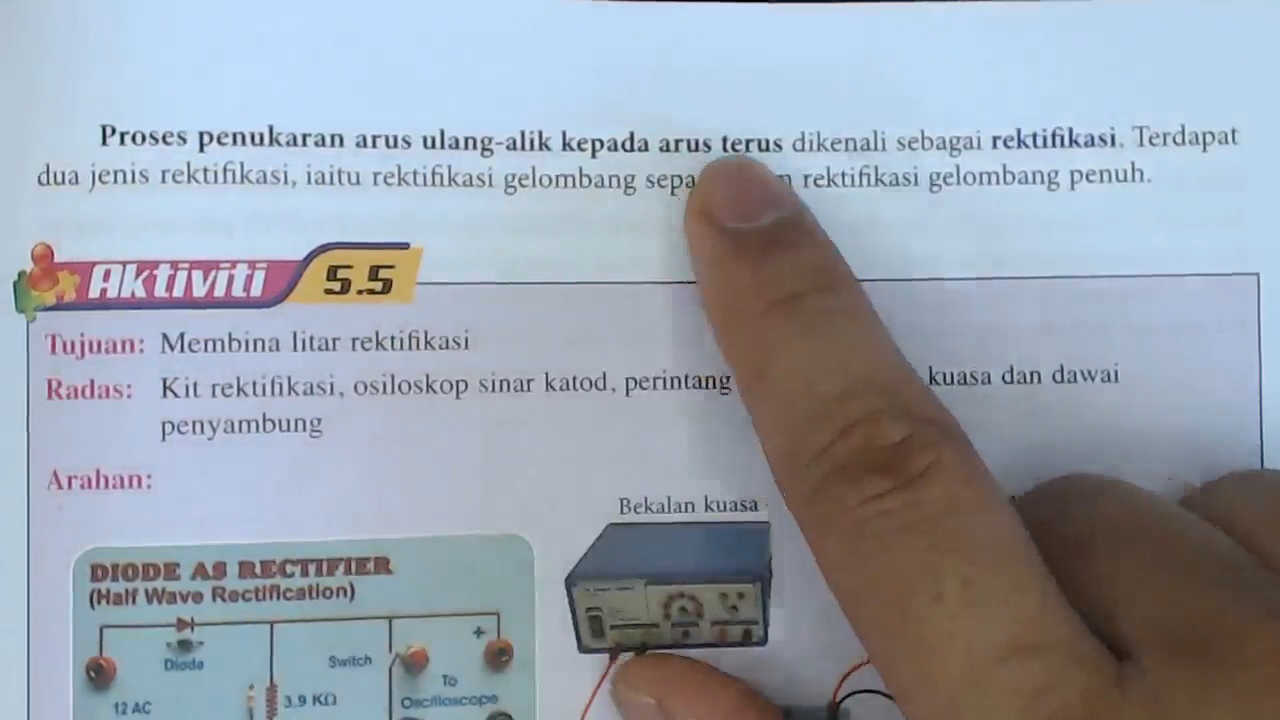 Proses penukaran arus ulang-alik kepada arus terus dikenali sebagai rektifikasi. Terdapat
dua jenis rektifikasi, iaitu rektifikasi gelombang rektifikasi gelombang penuh.
Aktiviti 5.5
Tujuan: Membina litar rektifikasi
Radas: Kit rektifikasi, osiloskop sinar katod, perintang kuasa dan dawai
penyambung
Arahan:
Bekalan kuasa
DIODE AS RECTIFIER
(Half Wave Rectification)
+
Diode
Switch
To
Oscilloscope
12 AC
3.9 KΩ